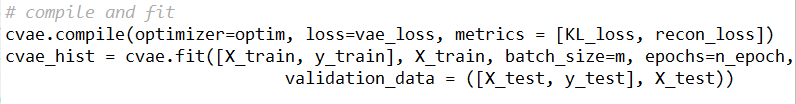 # compile and fit
cvae.compile(optimizer=optim, loss=vae_loss, metrics = [KL_loss, recon_loss])
cvae_hist = cvae.fit([X_train, y_train], X_train, batch_size=m, epochs=n_epoch,
validation_data = ([X_test, y_test], X_test))